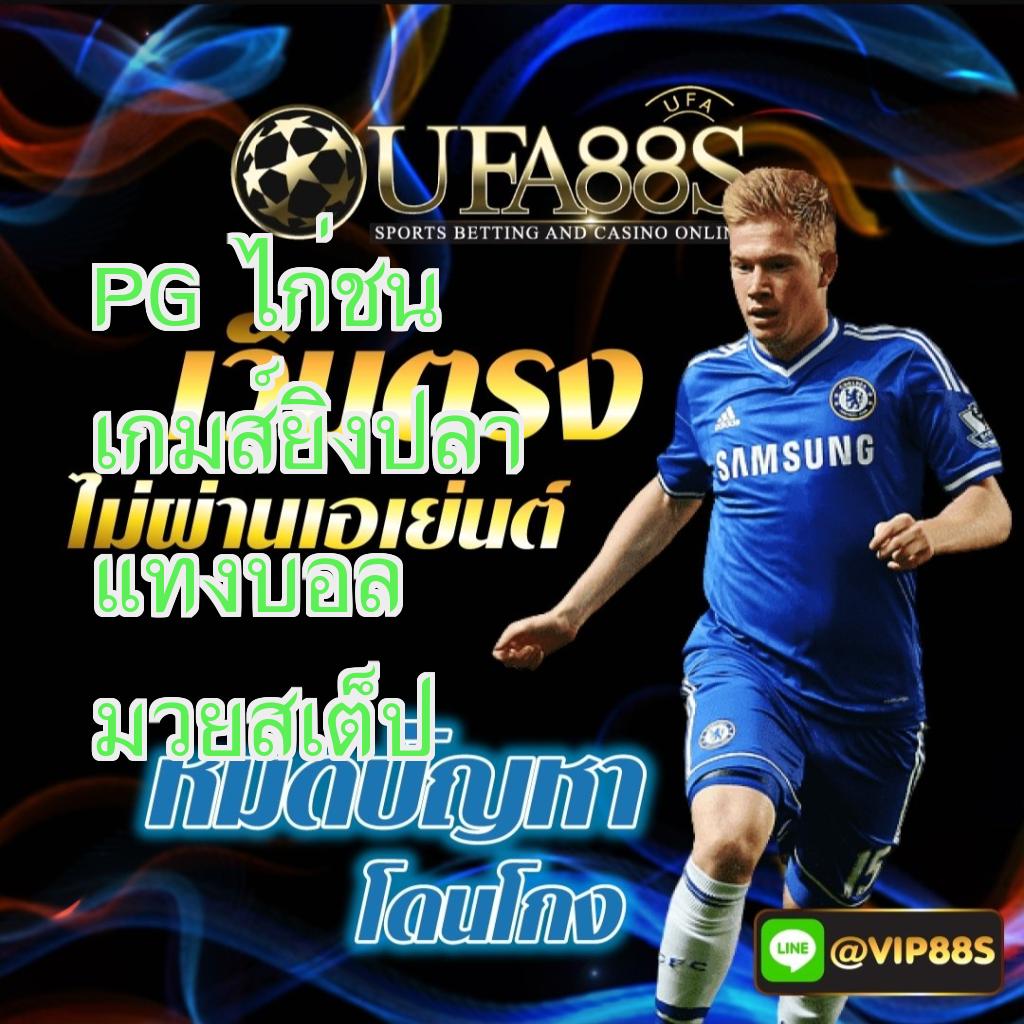 UFA
UFA88S
SPORTS BETTING AND CASINO ONLIN
PG ไก่ชน
เว็บตรง
เกมส์ยิงปลา
ไม่ผ่านเอเย่นต์
แทงบอล
มวยสเต็ป
หมดปัญหา
โดนโกง
adidas
SAMSUNG
15
CFC
LINE
@VIP88S